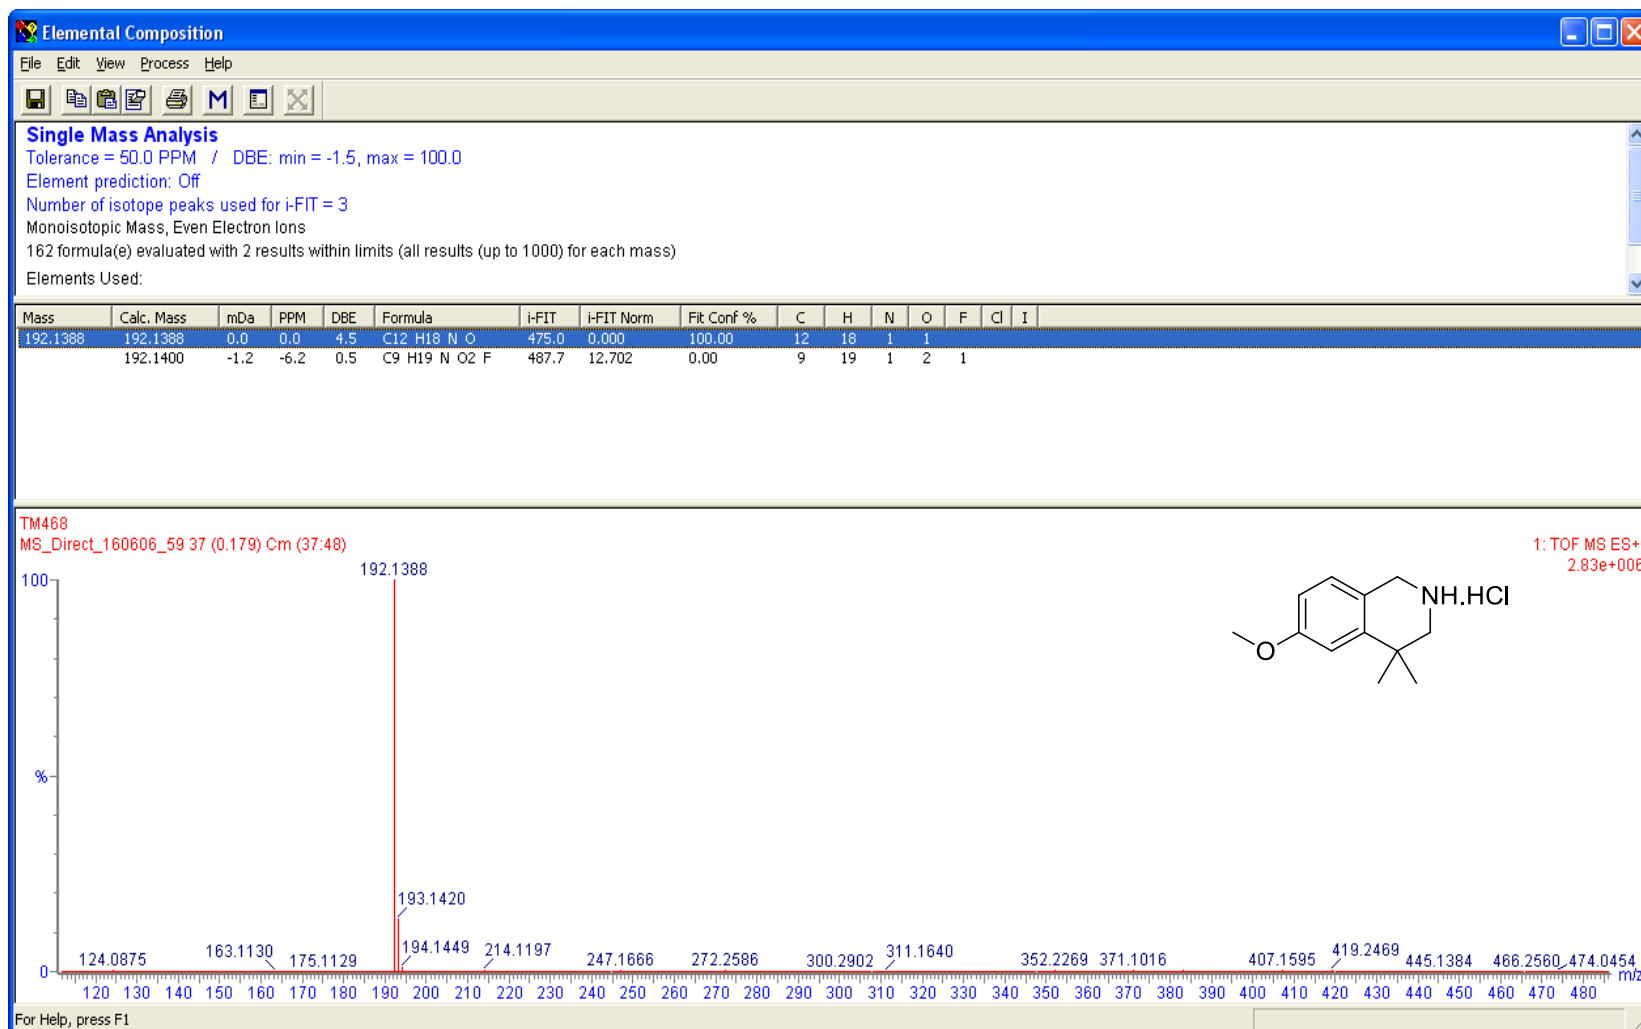 Elemental Composition
File Edit View Process Help
M
Single Mass Analysis
Tolerance = 50.0 PPM / DBE: min = -1.5, max = 100.0
Element prediction: Off
Number of isotope peaks used for i-FIT = 3
Monoisotopic Mass, Even Electron Ions
162 formula(e) evaluated with 2 results within limits (all results (up to 1000) for each mass)
Elements Used:
Mass Calc. Mass mDa PPM DBE Formula i-FIT i-FIT Norm Fit Conf % C H N O F Cl I
192.1388 192.1388 0.0 0.0 4.5 C12 H18 N O 475.0 0.000 100.00 12 18 1 1
192.1400 -1.2 -6.2 0.5 C9 H19 N O2 F 487.7 12.702 0.00 9 19 1 2 1
TM468
MS_Direct_160606_59 37 (0.179) Cm (37:48)
1: TOF MS ES+
2.83e+006
192.1388
100
NH.HCl
O
%
193.1420
194.1449
0
124.0875 163.1130 175.1129 214.1197 247.1666 272.2586 300.2902 311.1640 352.2269 371.1016 407.1595 419.2469 445.1384 466.2560 474.0454
m/z
120 130 140 150 160 170 180 190 200 210 220 230 240 250 260 270 280 290 300 310 320 330 340 350 360 370 380 390 400 410 420 430 440 450 460 470 480
For Help, press F1